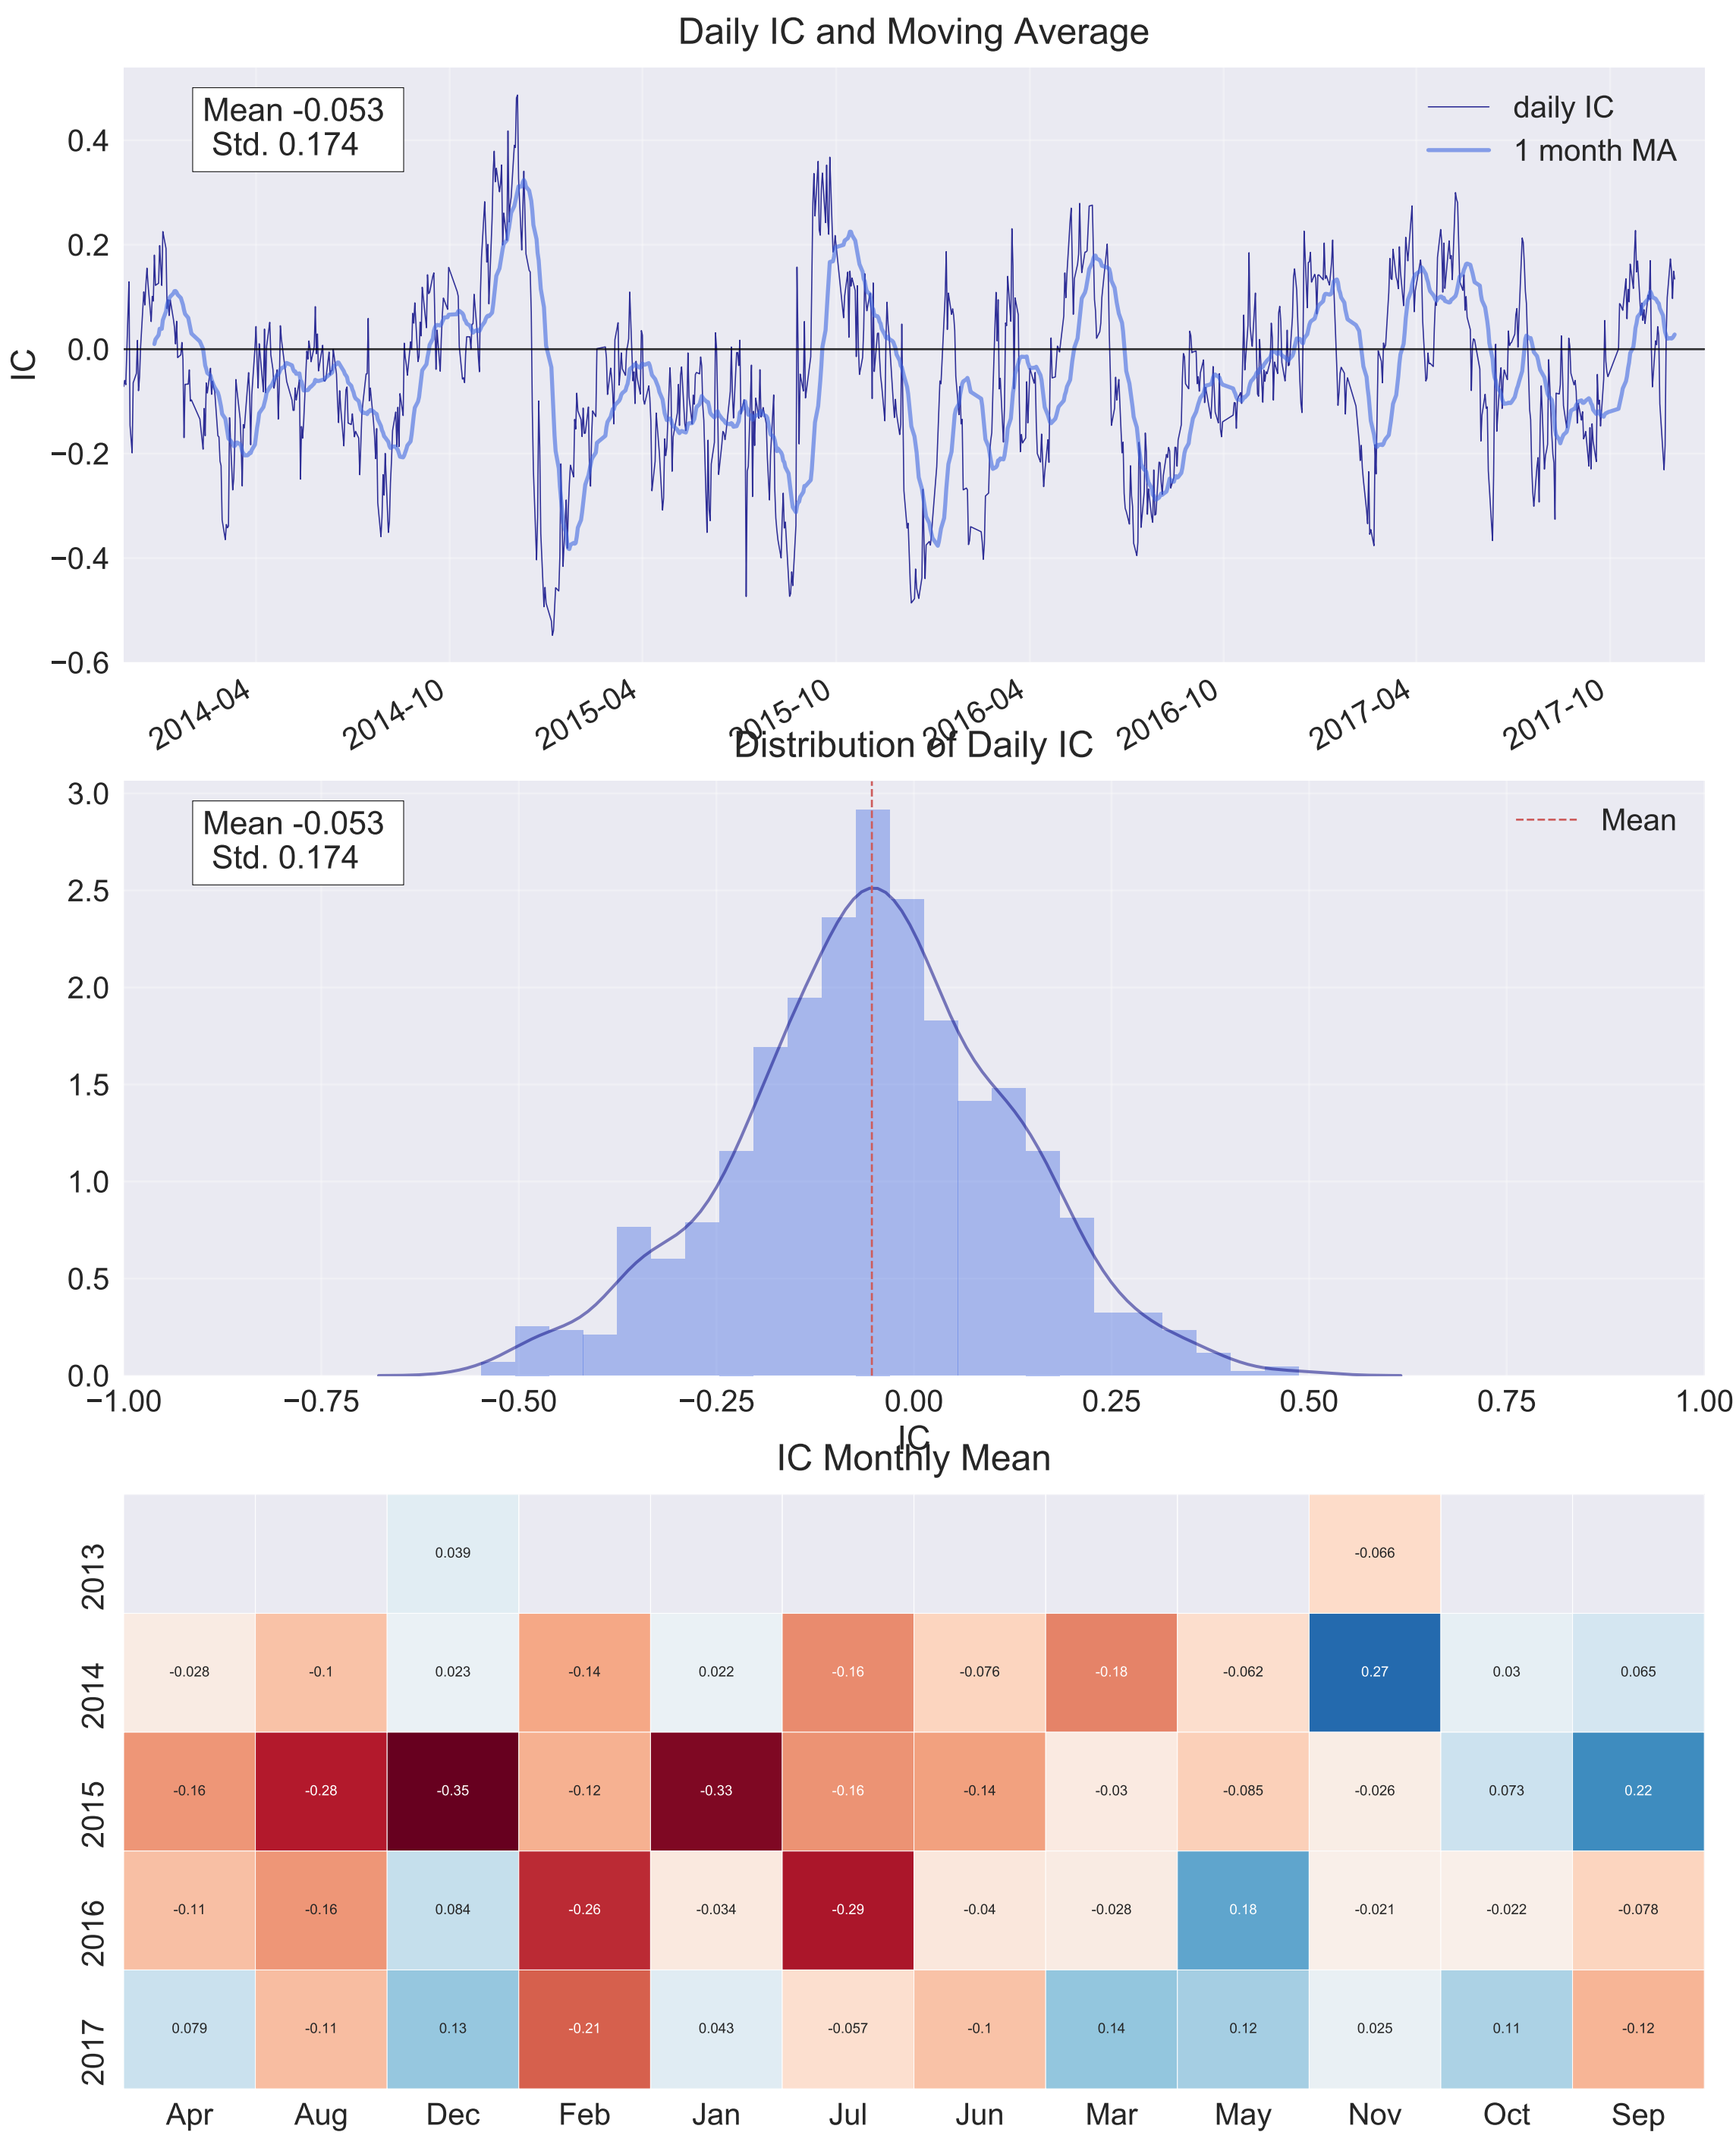 Daily IC and Moving Average
Mean -0.053
Std. 0.174
daily IC
1 month MA
IC
0.4
0.2
0.0
−0.2
−0.4
−0.6
2014-04 2014-10 2015-04 2015-10 2016-04 2016-10 2017-04 2017-10
Distribution of Daily IC
Mean -0.053
Std. 0.174
Mean
3.0
2.5
2.0
1.5
1.0
0.5
0.0
−1.00 −0.75 −0.50 −0.25 0.00 0.25 0.50 0.75 1.00
IC
IC Monthly Mean
2013 0.039 -0.066
2014 -0.028 -0.1 0.023 -0.14 0.022 -0.16 -0.076 -0.18 -0.062 0.27 0.03 0.065
2015 -0.16 -0.28 -0.35 -0.12 -0.33 -0.16 -0.14 -0.03 -0.085 -0.026 0.073 0.22
2016 -0.11 -0.16 0.084 -0.26 -0.034 -0.29 -0.04 -0.028 0.18 -0.021 -0.022 -0.078
2017 0.079 -0.11 0.13 -0.21 0.043 -0.057 -0.1 0.14 0.12 0.025 0.11 -0.12
Apr Aug Dec Feb Jan Jul Jun Mar May Nov Oct Sep